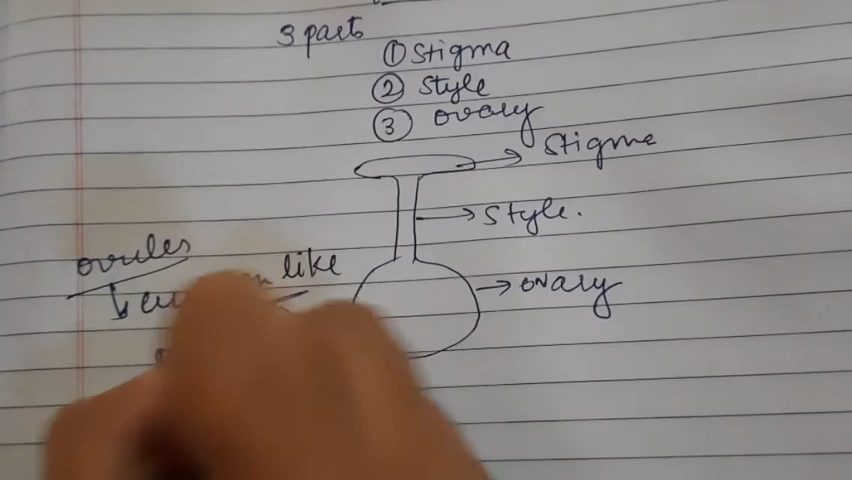 3 parts
① Stigma
② Style
③ ovary
Stigma
Style.
ovary
ovules
like